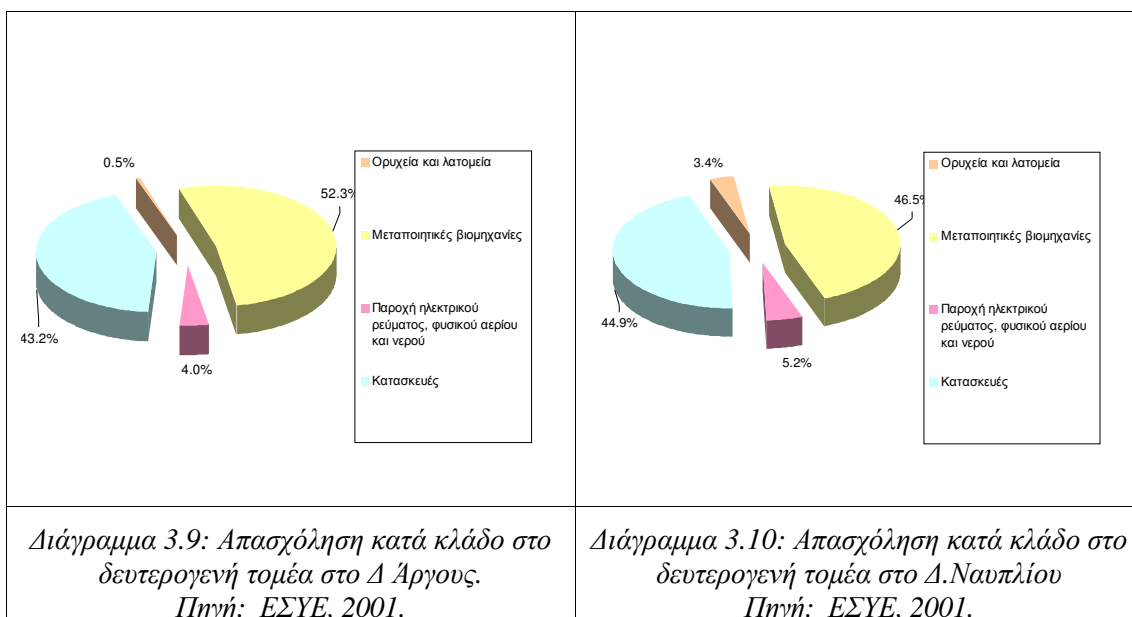 0.5%
52.3%
43.2%
4.0%
Ορυχεία και λατομεία
Μεταποιητικές βιομηχανίες
Παροχή ηλεκτρικού
ρεύματος, φυσικού αερίου
και νερού
Κατασκευές
3.4%
46.5%
44.9%
5.2%
Ορυχεία και λατομεία
Μεταποιητικές βιομηχανίες
Παροχή ηλεκτρικού
ρεύματος, φυσικού αερίου
και νερού
Κατασκευές
Διάγραμμα 3.9: Απασχόληση κατά κλάδο στο
δευτερογενή τομέα στο Δ Άργους.
Πηγή: ΕΣΥΕ, 2001.
Διάγραμμα 3.10: Απασχόληση κατά κλάδο στο
δευτερογενή τομέα στο Δ.Ναυπλίου
Πηγή: ΕΣΥΕ, 2001.